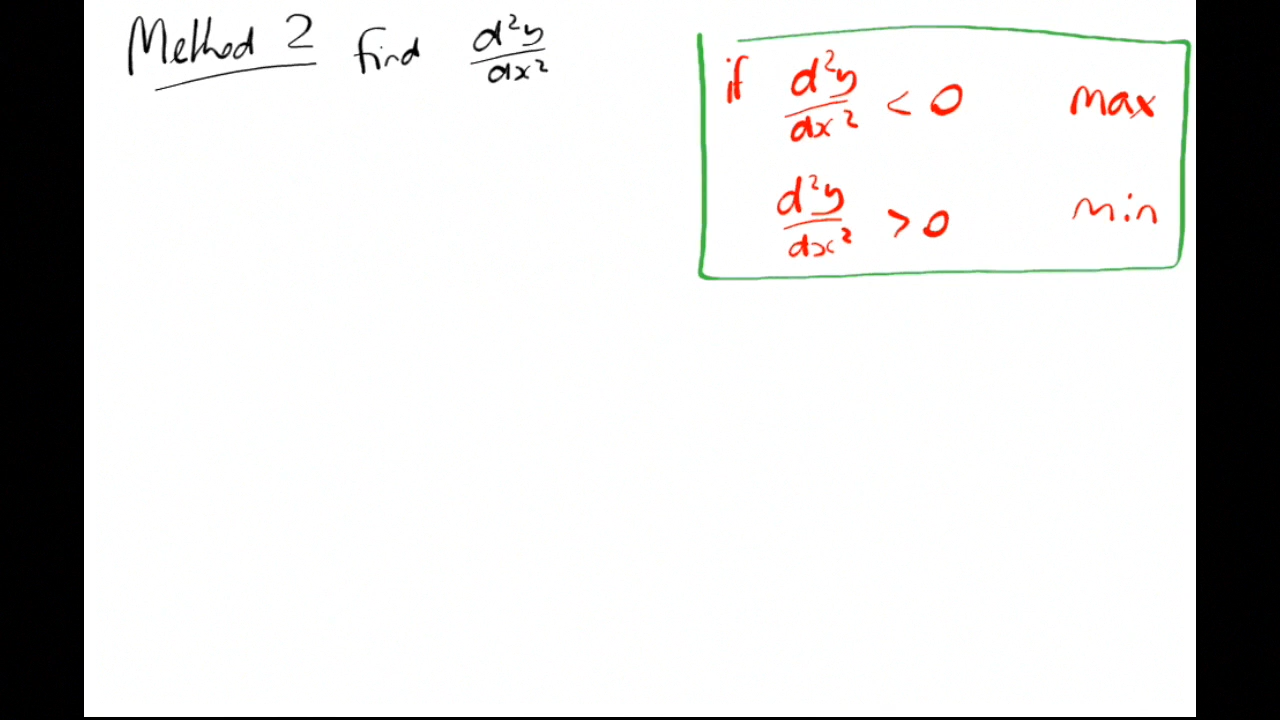 Method 2 find d²y/dx²
if d²y/dx² < 0 max
d²y/dx² > 0 min